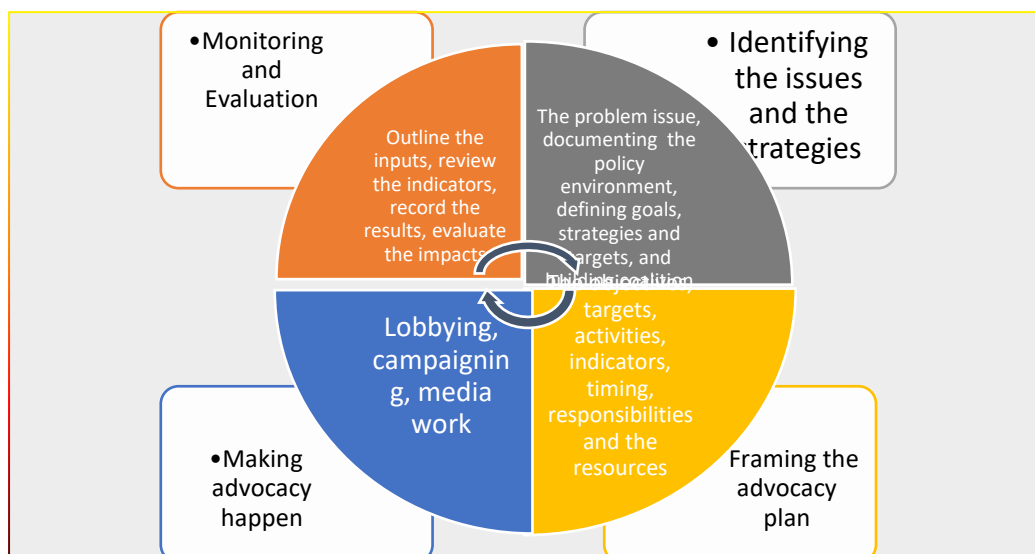 •Monitoring
and
Evaluation
• Identifying
the issues
and the
strategies
Outline the
inputs, review
the indicators,
record the
results, evaluate
the impacts
The problem issue,
documenting the
policy
environment,
defining goals,
strategies and
targets, and
building coalition
targets,
activities,
indicators,
timing,
responsibilities
and the
resources
Lobbying,
campaignin
g, media
work
•Making
advocacy
happen
Framing the
advocacy
plan